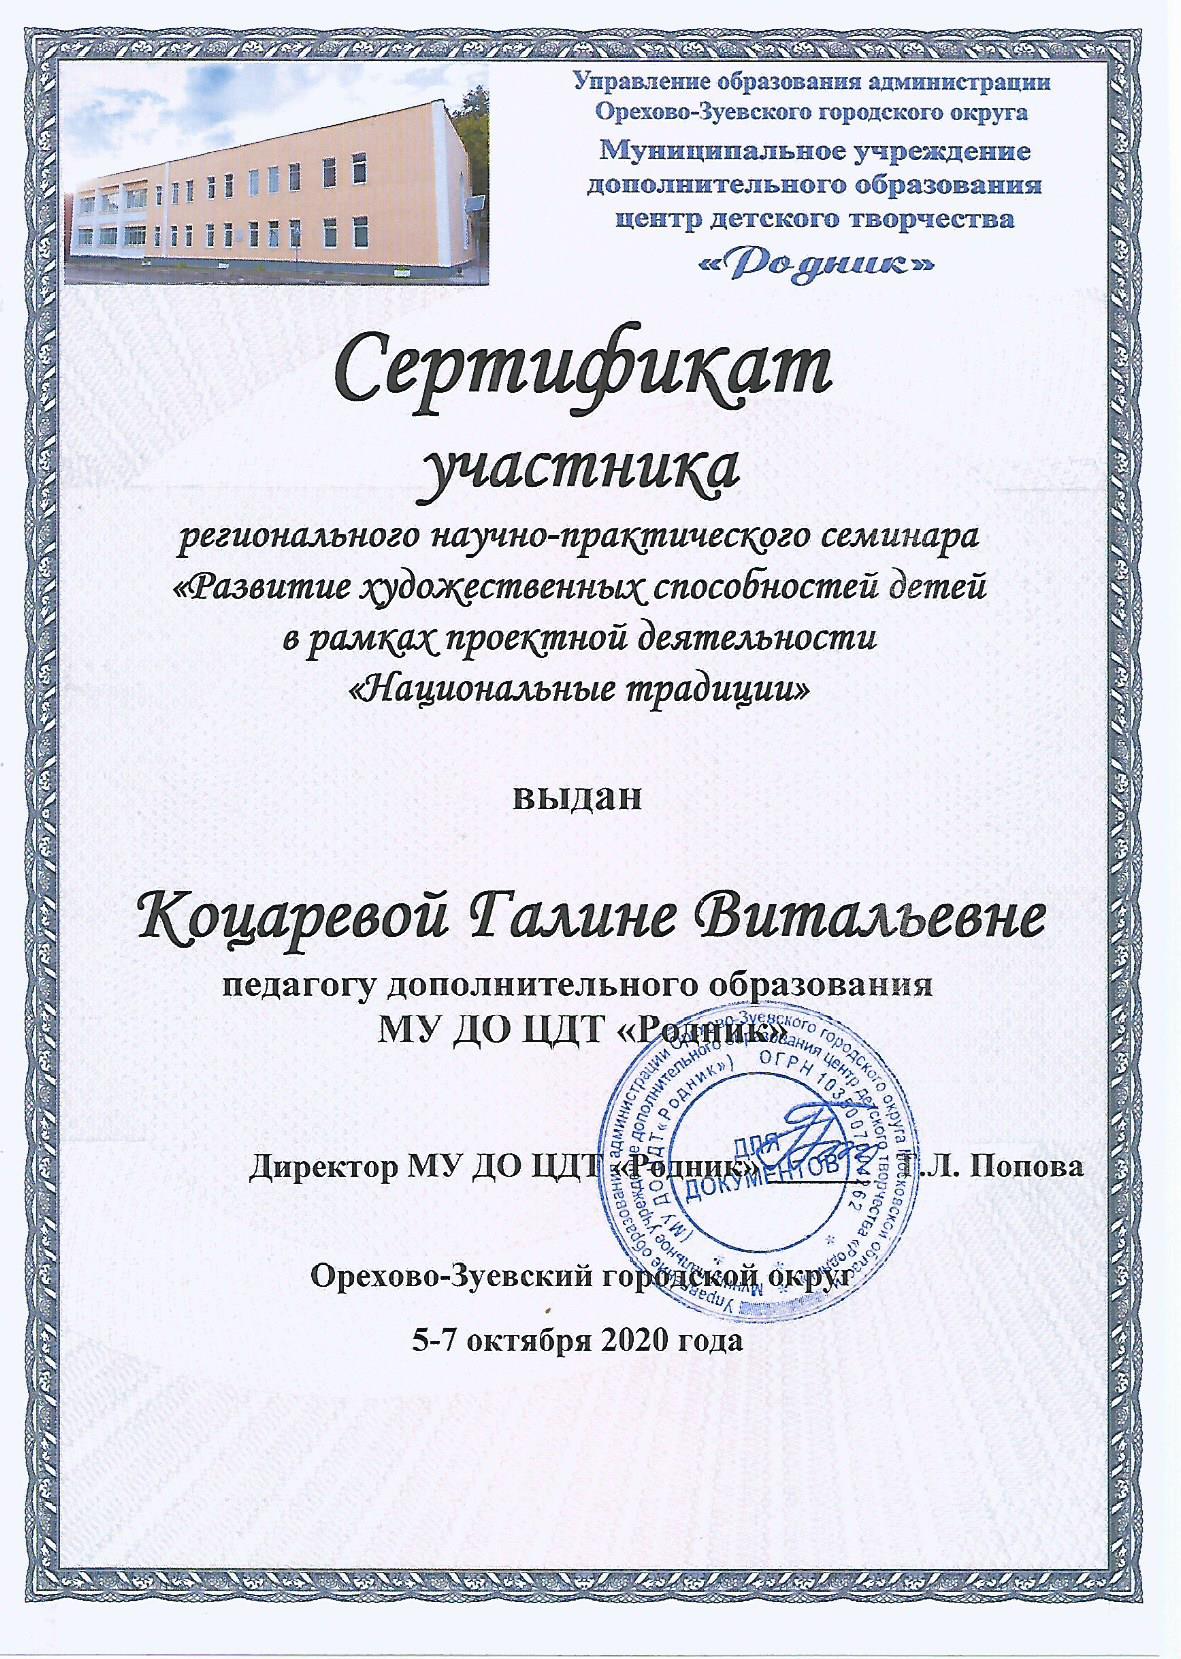 Управление образования администрации
Орехово-Зуевского городского округа
Муниципальное учреждение
дополнительного образования
центр детского творчества
«Родник»
Сертификат
участника
регионального научно-практического семинара
«Развитие художественных способностей детей
в рамках проектной деятельности
«Национальные традиции»
выдан
Коцаревой Галине Витальевне
педагогу дополнительного образования
МУ ДО ЦДТ «Родник»
Директор МУ ДО ЦДТ «Родник» .Л. Попова
Орехово-Зуевский городской округ
5-7 октября 2020 года
Управление образования администрации Орехово-Зуевского городского округа Московской области
Муниципальное учреждение дополнительного образования центр детского творчества «Родник»
(МУ ДО ЦДТ «Родник») ОГРН
ДЛЯ
ДОКУМЕНТОВ